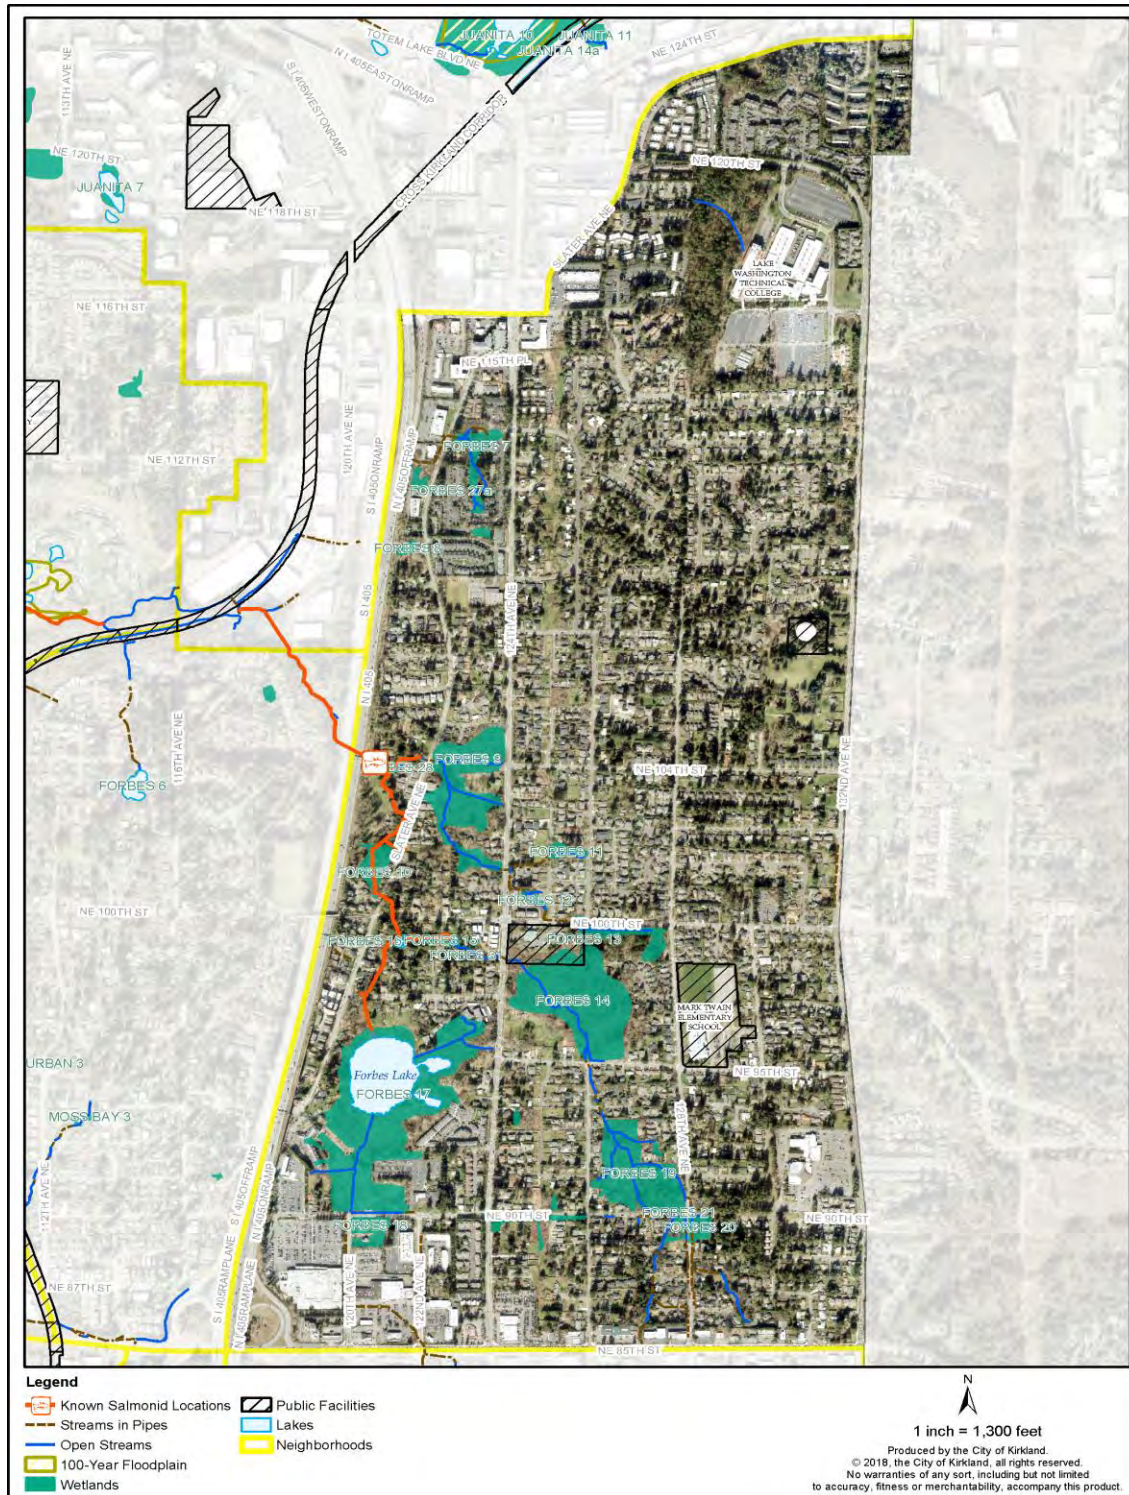 JUANITA 10
JUANITA 11
JUANITA 14a
TOTEM LAKE BLVD NE
NE 124TH ST
N I 405EASTONRAMP
S I 405WESTONRAMP
113TH AVE NE
CROSS KIRKLAND CORRIDOR
NE 120TH ST
NE 120TH ST
JUANITA 7
NE 118TH ST
SLATER AVE NE
LAKE
WASHINGTON
TECHNICAL
COLLEGE
NE 116TH ST
NE 115TH PL
120TH AVE NE
S I 405ONRAMP
N I 405OFFRAMP
Y
FORBES 7
NE 112TH ST
FORBES 27a
FORBES 8
S I 405
124TH AVE NE
N I 405
116TH AVE NE
FORBES 9
NE 104TH ST
132ND AVE NE
FORBES 6
SLATER AVE NE
FORBES 11
FORBES 10
FORBES 12
NE 100TH ST
NE 100TH ST
FORBES 16
FORBES 15
FORBES 13
FORBES 31
FORBES 14
MARK TWAIN
ELEMENTARY
SCHOOL
URBAN 3
Forbes Lake
NE 95TH ST
FORBES 17
MOSS BAY 3
128TH AVE NE
112TH AVE NE
S I 405OFFRAMP
N I 405ONRAMP
FORBES 19
FORBES 21
FORBES 18
NE 90TH ST
FORBES 20
NE 90TH ST
S I 405RAMPLANE
N I 405RAMPLANE
NE 87TH ST
120TH AVE NE
22ND AVE NE
NE 85TH ST
Legend
Known Salmonid Locations
Streams in Pipes
Open Streams
100-Year Floodplain
Wetlands
Public Facilities
Lakes
Neighborhoods
N
1 inch = 1,300 feet
Produced by the City of Kirkland.
© 2018, the City of Kirkland, all rights reserved.
No warranties of any sort, including but not limited
to accuracy, fitness or merchantability, accompany this product.